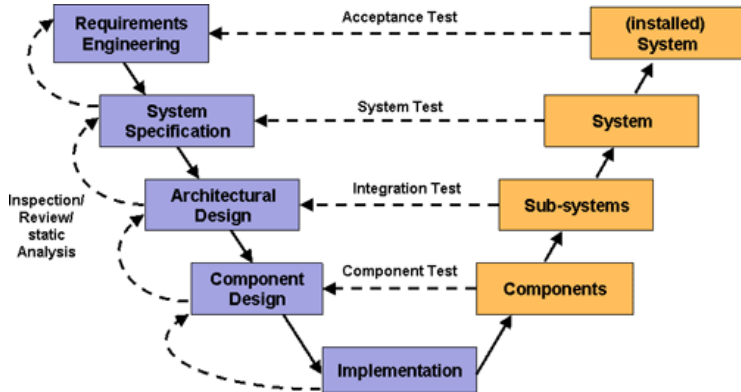 Requirements
Engineering
Acceptance Test
(installed)
System
System
Specification
System Test
System
Inspection/
Review/
static
Analysis
Architectural
Design
Integration Test
Sub-systems
Component
Design
Component Test
Components
Implementation